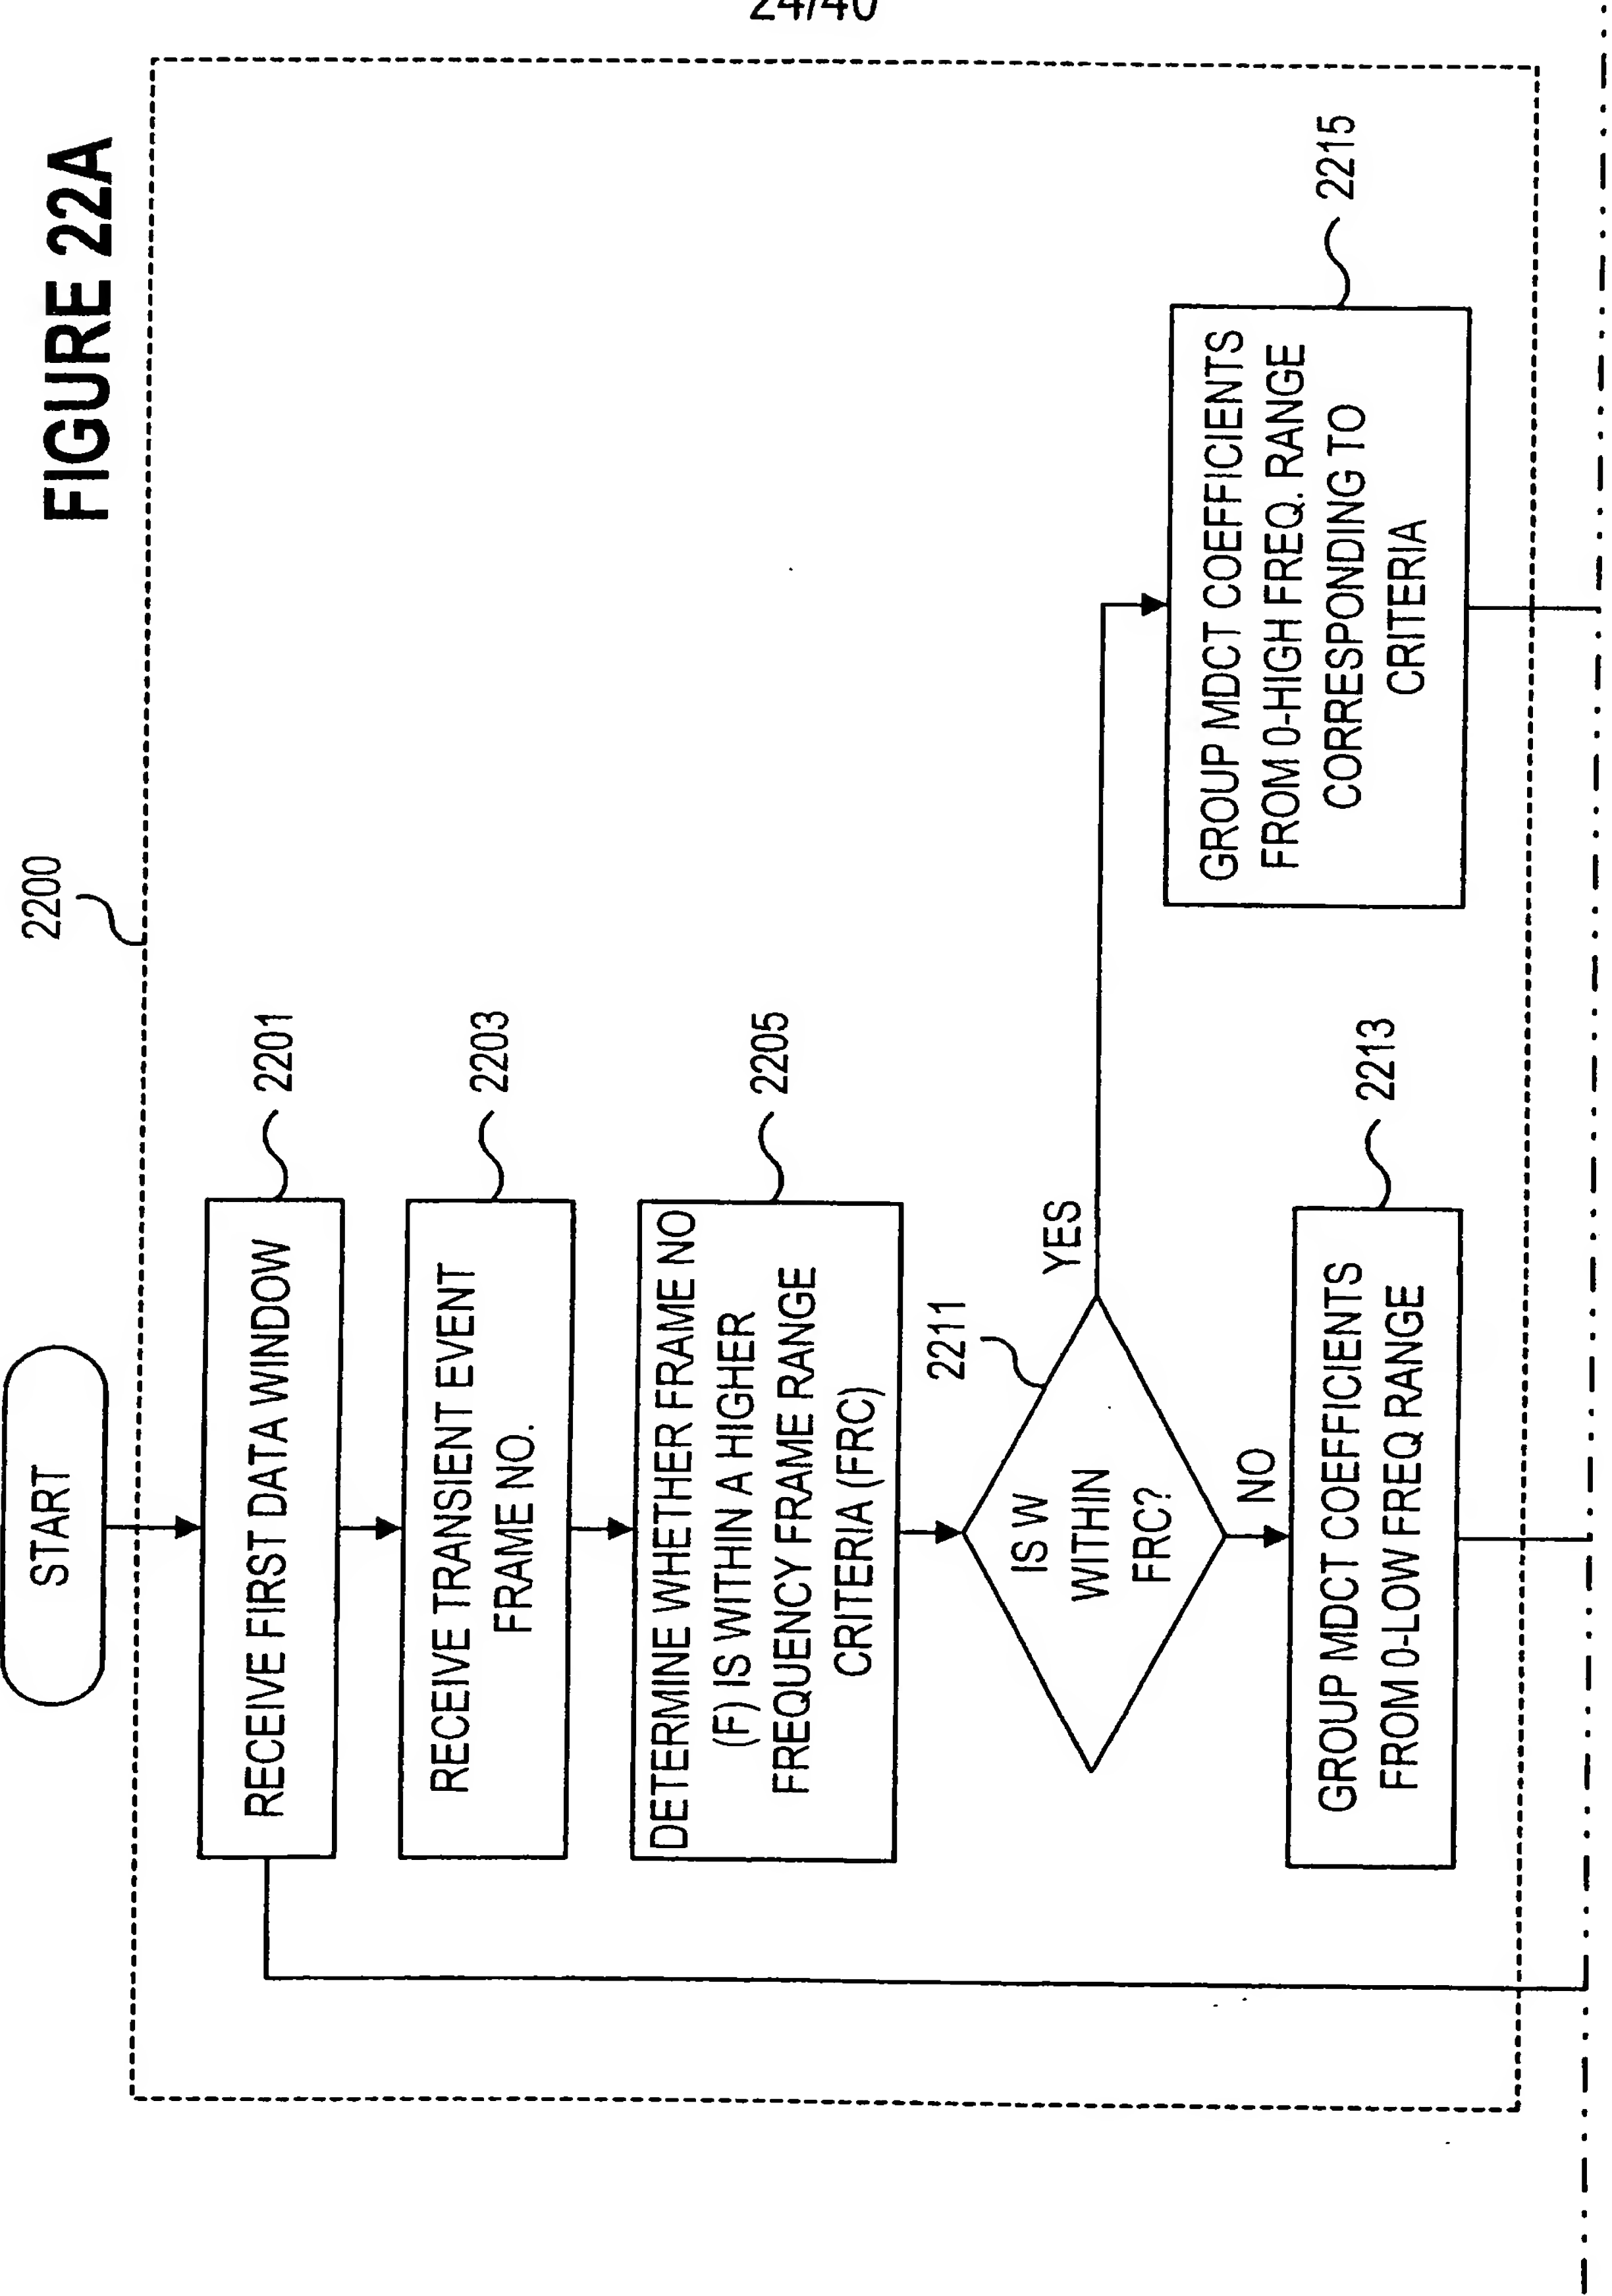 24/40
FIGURE 22A
2200
START
RECEIVE FIRST DATA WINDOW
2201
RECEIVE TRANSIENT EVENT
FRAME NO.
2203
DETERMINE WHETHER FRAME NO
(F) IS WITHIN A HIGHER
FREQUENCY FRAME RANGE
CRITERIA (FRC)
2205
2211
IS W
WITHIN
FRC?
YES
NO
GROUP MDCT COEFFICIENTS
FROM 0-LOW FREQ RANGE
2213
GROUP MDCT COEFFICIENTS
FROM 0-HIGH FREQ. RANGE
CORRESPONDING TO
CRITERIA
2215